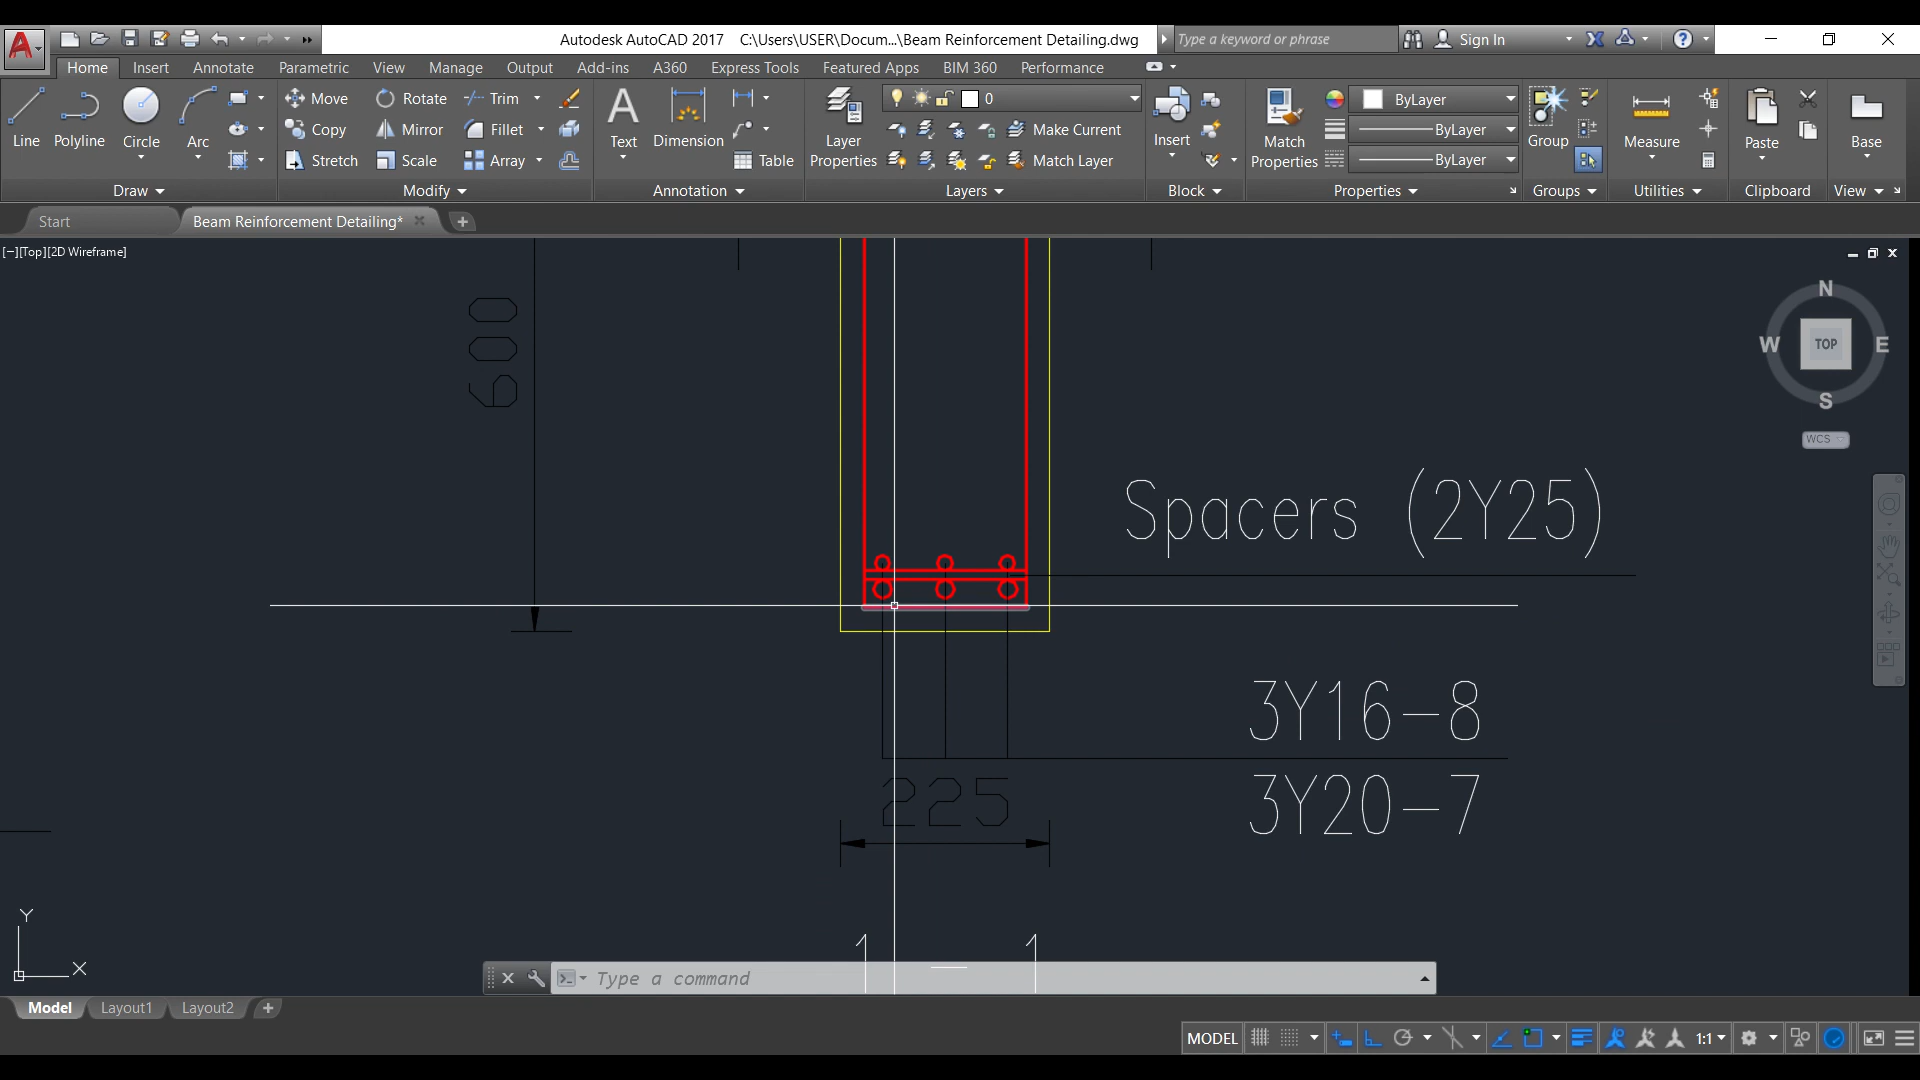 Autodesk AutoCAD 2017 C:\Users\USER\Docum...\Beam Reinforcement Detailing.dwg
Type a keyword or phrase
Sign In
Home Insert Annotate Parametric View Manage Output Add-ins A360 Express Tools Featured Apps BIM 360 Performance
Line Polyline Circle Arc
Move Rotate Trim
Copy Mirror Fillet
Stretch Scale Array
Text Dimension Table
Layer Properties
0
Make Current
Match Layer
Insert
Match Properties
ByLayer
ByLayer
ByLayer
Group Measure Paste Base
Draw Modify Annotation Layers Block Properties Groups Utilities Clipboard View
Start Beam Reinforcement Detailing*
[−][Top][2D Wireframe]
N
W TOP E
S
WCS
600
Spacers (2Y25)
3Y16-8
3Y20-7
225
1 — 1
Y
X
Type a command
Model Layout1 Layout2
MODEL 1:1